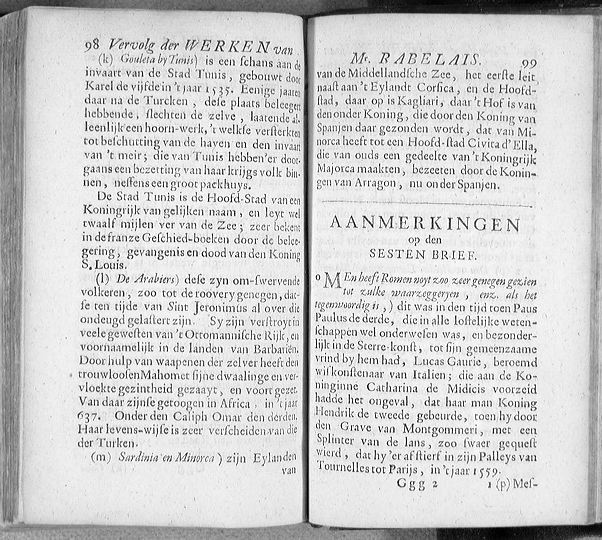 98 Vervolg der WERKEN van
(k) Gouleta by Tunis) is een schans aan de
invaart van de Stad Tunis, gebouwt door
Karel de vijfde in 't jaar 1535. Eenige jaaren
daar na de Turcken, dese plaats beleegert
hebbende, slechten de zelve, laatende al-
leenlijk een hoorn-werk, 't welkse versterkten
tot beschutting van de haven en den invaart
van 't meir; die van Tunis hebben'er door-
gaans een bezetting van haar krijgs volk bin-
nen, neffens een groot packhuys.
De Stad Tunis is de Hoofd-Stad van een
Koningrijk van gelijken naam, en leyt wel
twaalf mijlen ver van de Zee; zeer bekent
in de franze Geschied-boeken door de belee-
gering, gevangenis en dood van den Koning
S. Louis.
(l) De Arabiers) dese zyn om-swervende
volkeren, zoo tot de roovery genegen, dat-
se ten tijde van Sint Jeronimus al over die
ondeugd gelastert zijn. Sy zijn verstroyt in
veele gewesten van 't Ottomannische Rijk, en
voornaamelijk in de landen van Barbariën.
Door hulp van waapenen der zelver heeft den
trouwloosen Mahomet sijne dwaalinge en ver-
vloekte gezintheid gezaayt, en voort gezet.
Van daar zijnse getoogen in Africa in 't jaar
637. Onder den Caliph Omar den derden.
Haar levens-wijse is zeer verscheiden van die
der Turken.
(m) Sardinia en Minorca) zijn Eylanden
van
Mr. RABELAIS. 99
van de Middellandsche Zee, het eerste leit
naast aan 't Eylandt Corsica, en de Hoofd-
stad, daar op is Kagliari, daar 't Hof is van
den onder Koning, die door den Koning van
Spanjen daar gezonden wordt, dat van Mi-
norca heeft tot een Hoofd-stad Civita d'Ella,
die van ouds een gedeelte van 't Koningrijk
Majorca maakten, bezeeten door de Konin-
gen van Arragon, nu onder Spanjen.
AANMERKINGEN
op den
SESTEN BRIEF.
o MEn heeft Romen noyt zoo zeer genegen gezien
tot zulke waarzeggeryen, enz. als het
tegenwoordig is,) dit was in den tijd toen Paus
Paulus de derde, die in alle loffelijke weten-
schappen wel onderwesen was, en bezonder-
lijk in de Sterre-konst, tot sijn gemeenzaame
vrind by hem had, Lucas Gaurie, beroemd
wiskonstenaar van Italien; die aan de Ko-
ninginne Catharina de Midicis voorzeid
hadde het ongeval, dat haar man Koning
Hendrik de tweede gebeurde, toen hy door
den Grave van Montgommeri, met een
Splinter van de lans, zoo swaer gequest
wierd, dat hy 'er af stierf in zijn Palleys van
Tournelles tot Parijs, in 't jaar 1559.
Ggg 2 1 (p) Mes-